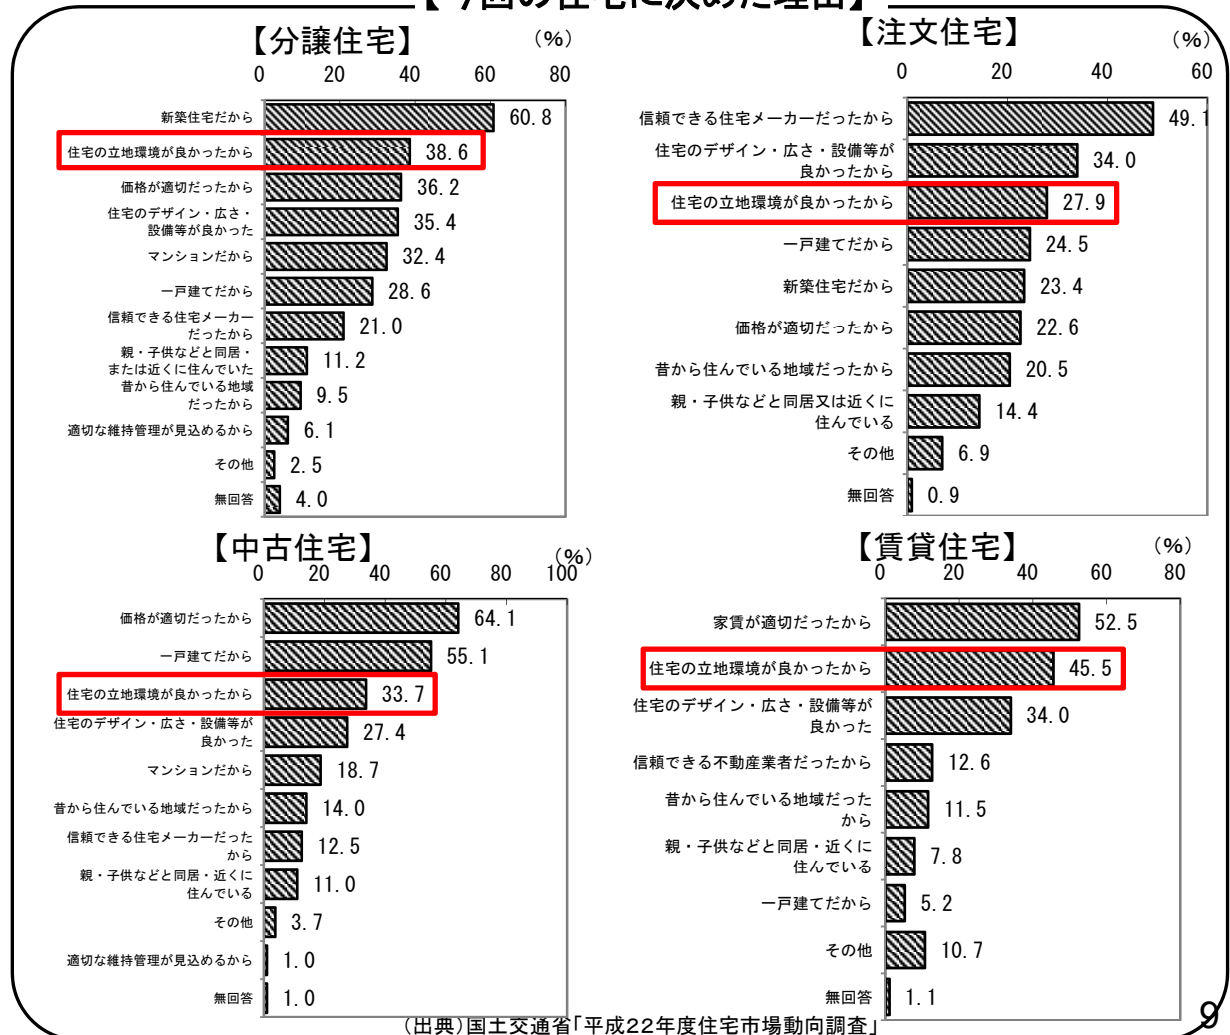 【今回の住宅に決めた理由】
【分譲住宅】
(%)
0 20 40 60 80
新築住宅だから 60.8
住宅の立地環境が良かったから 38.6
価格が適切だったから 36.2
住宅のデザイン・広さ・
設備等が良かった 35.4
マンションだから 32.4
一戸建てだから 28.6
信頼できる住宅メーカー
だったから 21.0
親・子供などと同居・
または近くに住んでいた 11.2
昔から住んでいる地域
だったから 9.5
適切な維持管理が見込めるから 6.1
その他 2.5
無回答 4.0
【注文住宅】
(%)
0 20 40 60
信頼できる住宅メーカーだったから 49.1
住宅のデザイン・広さ・設備等が
良かったから 34.0
住宅の立地環境が良かったから 27.9
一戸建てだから 24.5
新築住宅だから 23.4
価格が適切だったから 22.6
昔から住んでいる地域だったから 20.5
親・子供などと同居又は近くに
住んでいる 14.4
その他 6.9
無回答 0.9
【中古住宅】
(%)
0 20 40 60 80 100
価格が適切だったから 64.1
一戸建てだから 55.1
住宅の立地環境が良かったから 33.7
住宅のデザイン・広さ・設備等が
良かった 27.4
マンションだから 18.7
昔から住んでいる地域だったから 14.0
信頼できる住宅メーカーだった
から 12.5
親・子供などと同居・近くに
住んでいる 11.0
その他 3.7
適切な維持管理が見込めるから 1.0
無回答 1.0
【賃貸住宅】
(%)
0 20 40 60 80
家賃が適切だったから 52.5
住宅の立地環境が良かったから 45.5
住宅のデザイン・広さ・設備等が
良かった 34.0
信頼できる不動産業者だったから 12.6
昔から住んでいる地域だった
から 11.5
親・子供などと同居・近くに
住んでいる 7.8
一戸建てだから 5.2
その他 10.7
無回答 1.1
(出典)国土交通省「平成22年度住宅市場動向調査」
9